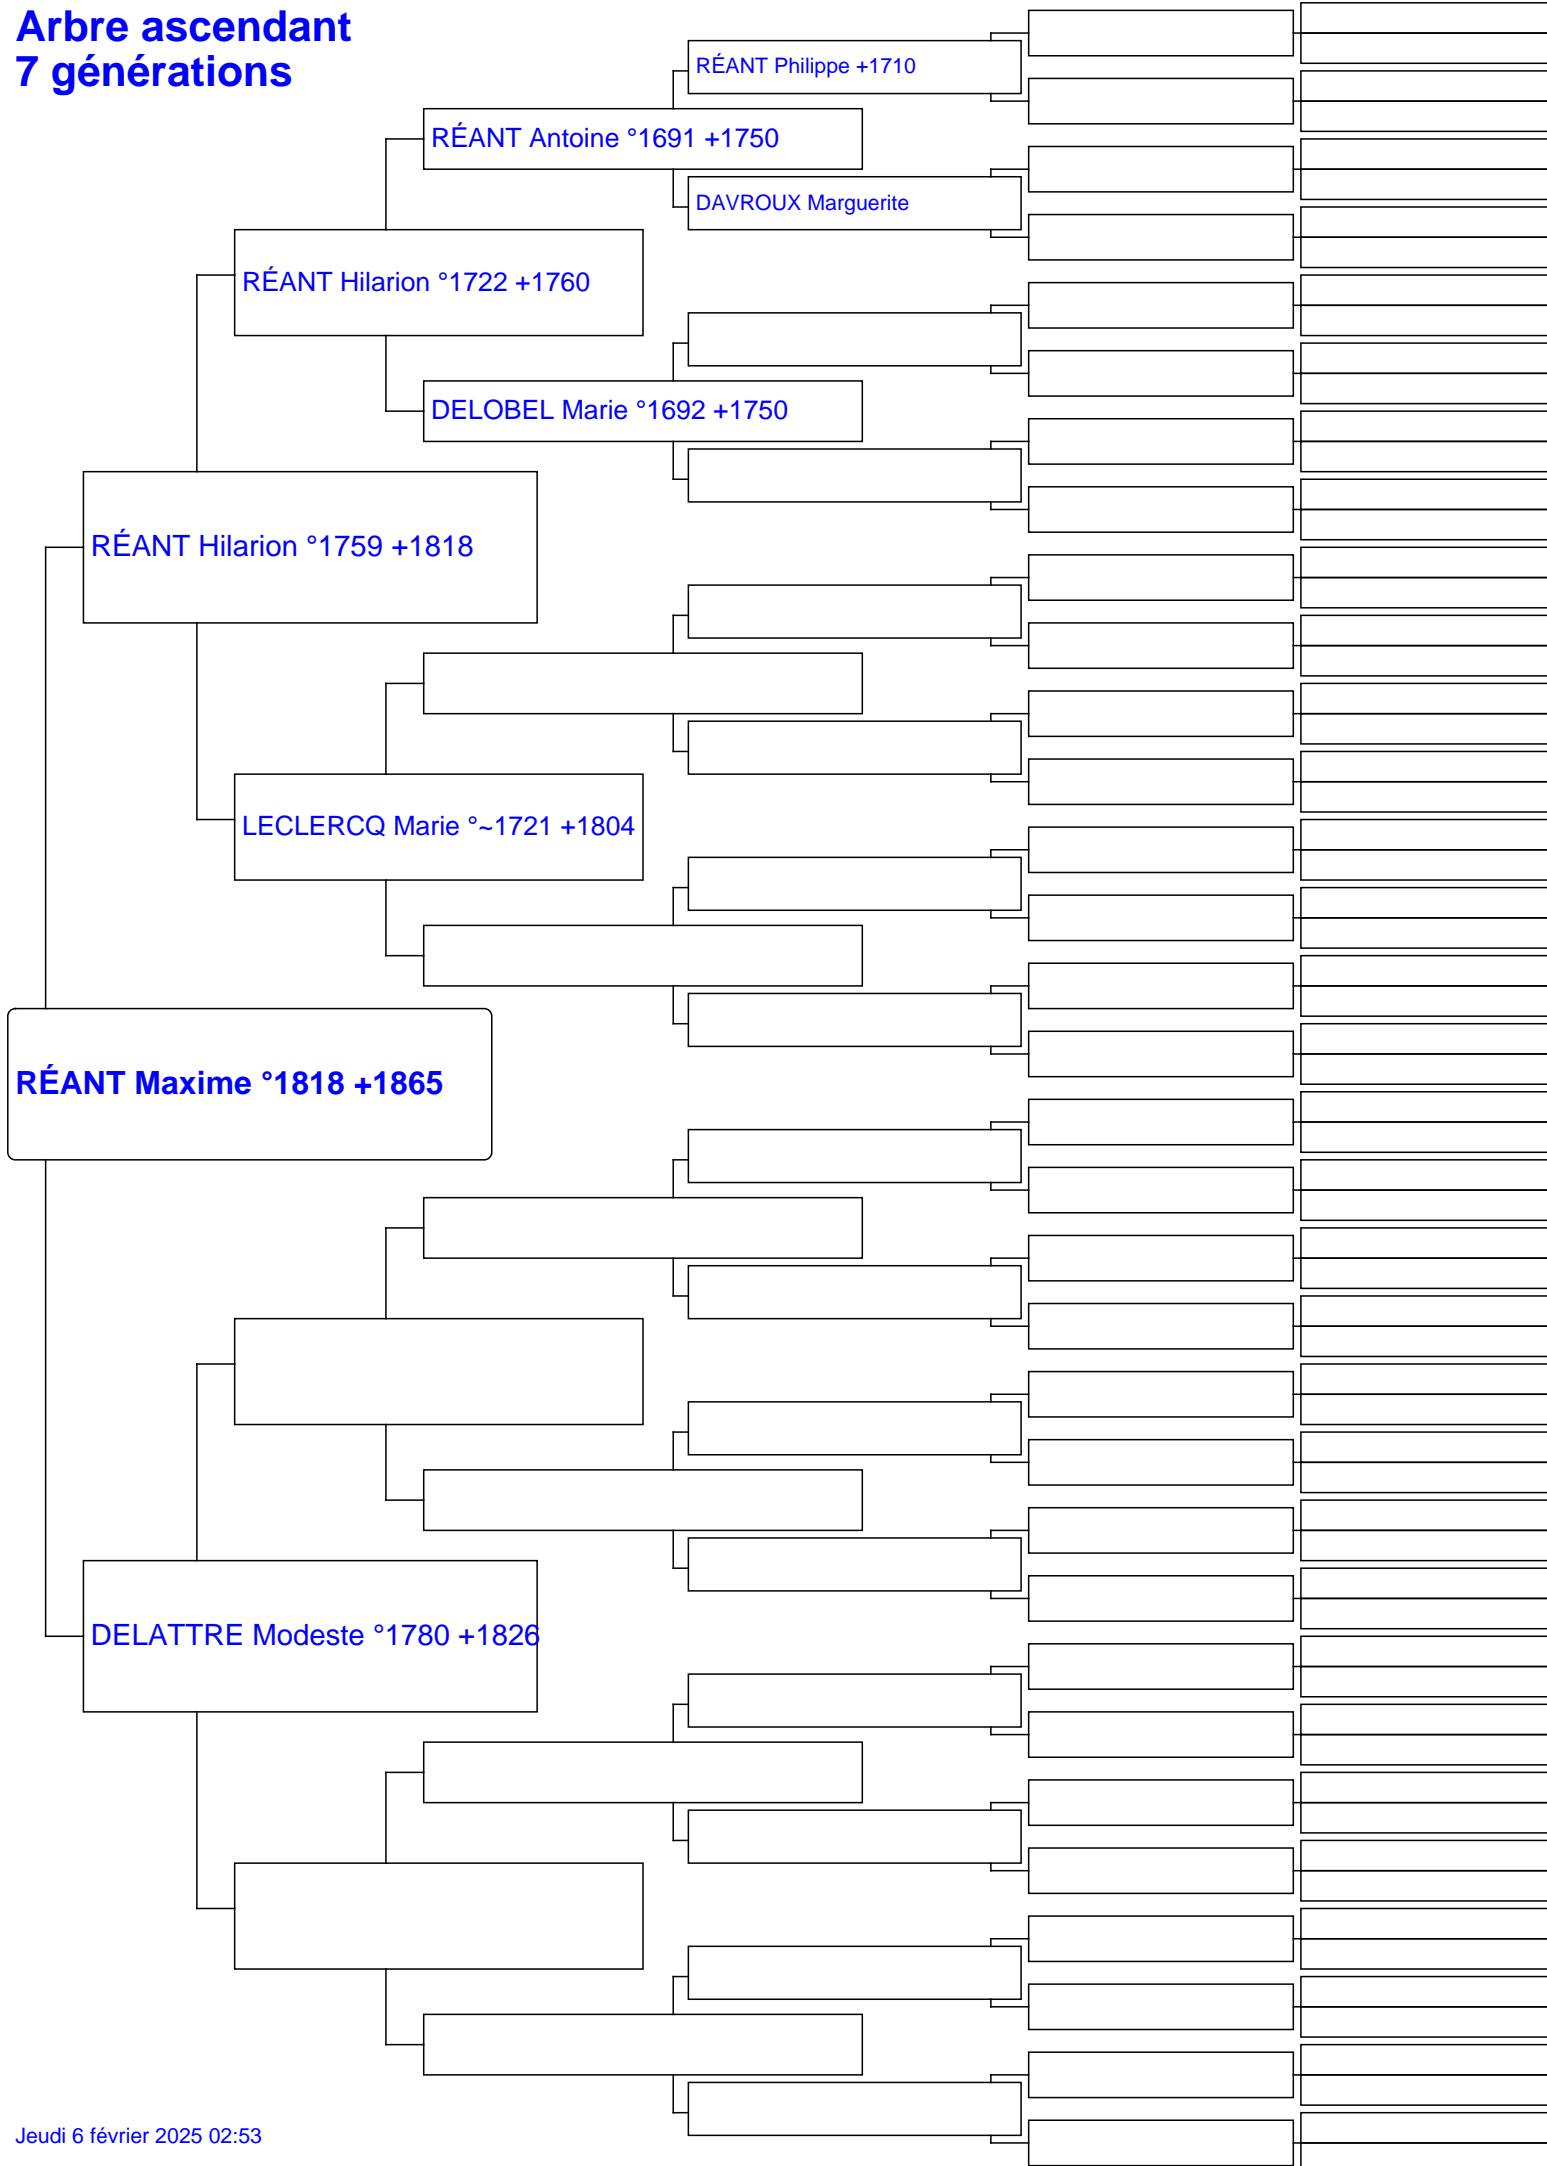 Arbre ascendant
7 générations
RÉANT Philippe +1710
RÉANT Antoine °1691 +1750
DAVROUX Marguerite
RÉANT Hilarion °1722 +1760
DELOBEL Marie °1692 +1750
RÉANT Hilarion °1759 +1818
LECLERCQ Marie °~1721 +1804
RÉANT Maxime °1818 +1865
DELATTRE Modeste °1780 +1826
Jeudi 6 février 2025 02:53